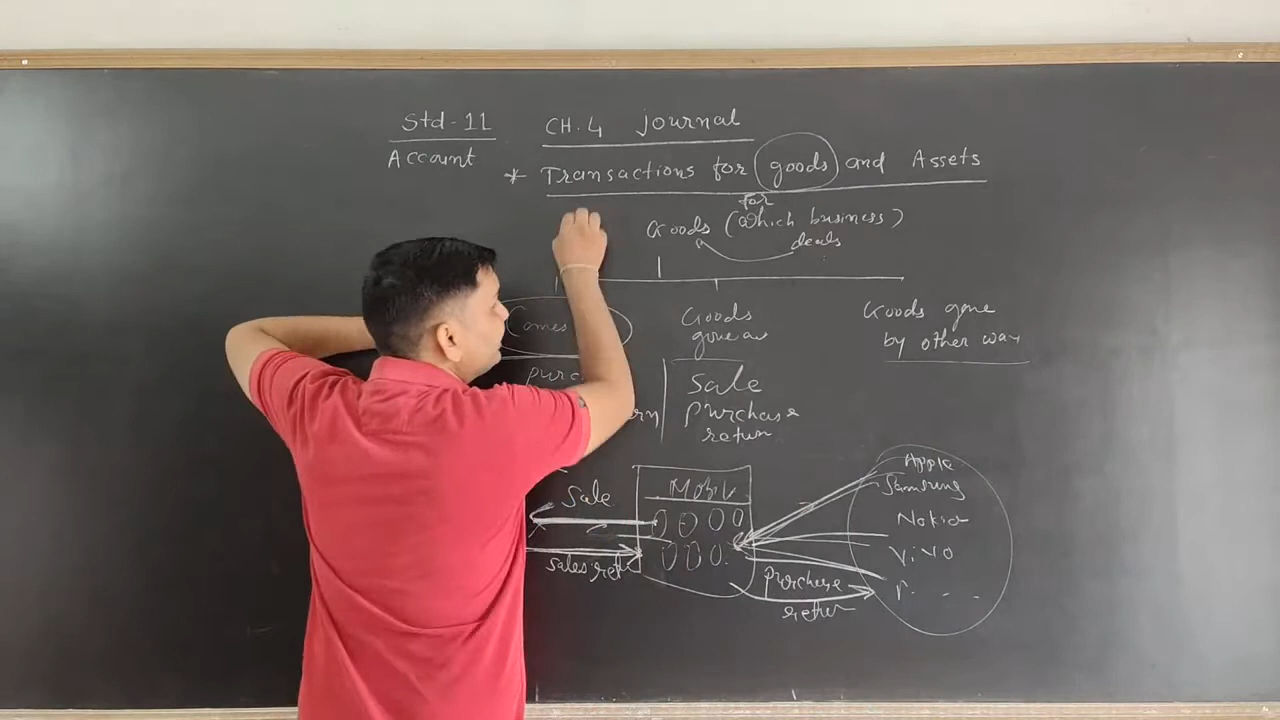 Std-11 CH.4 Journal
Account
* Transactions for goods and Assets
for
Goods (which business)
deals
Comes Goods Goods gone
gone as by other way
purc
Sale
rn purchase
return
Apple
Samsung
Sale Mobi
Nokia
Vivo
sales ret purchase
return